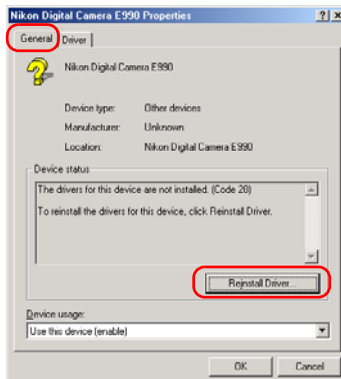 Nikon Digital Camera E990 Properties
General Driver
Nikon Digital Camera E990
Device type: Other devices
Manufacturer: Unknown
Location: Nikon Digital Camera E990
Device status
The drivers for this device are not installed. (Code 28)
To reinstall the drivers for this device, click Reinstall Driver.
Reinstall Driver...
Device usage:
Use this device (enable)
OK Cancel